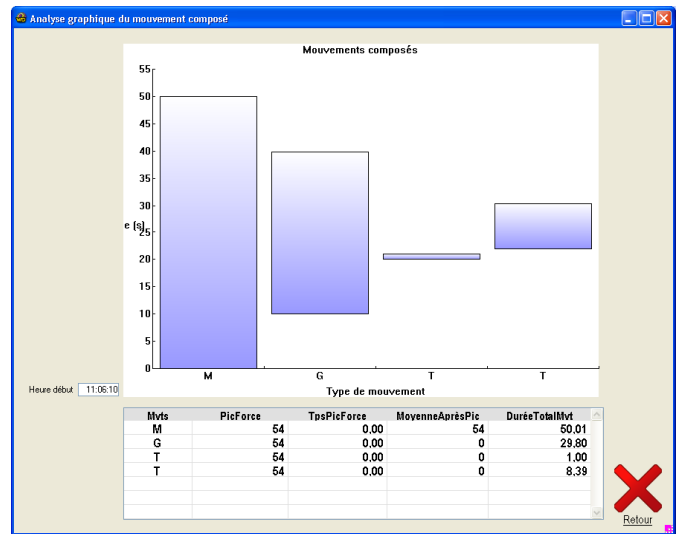 Analyse graphique du mouvement composé
Mouvements composés
55
50
45
40
35
30
e (s)
25
20
15
10
5
0
M G T T
Type de mouvement
Heure début 11:06:10
Mvts PicForce TpsPicForce MoyenneAprèsPic DuréeTotalMvt
M 54 0,00 54 50,01
G 54 0,00 0 29,80
T 54 0,00 0 1,00
T 54 0,00 0 8,39
Retour